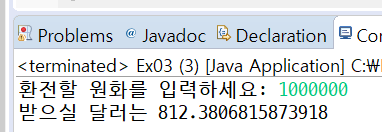 Problems @ Javadoc Declaration
<terminated> Ex03 (3) [Java Application] C:₩
환전할 원화를 입력하세요: 1000000
받으실 달러는 812.3806815873918